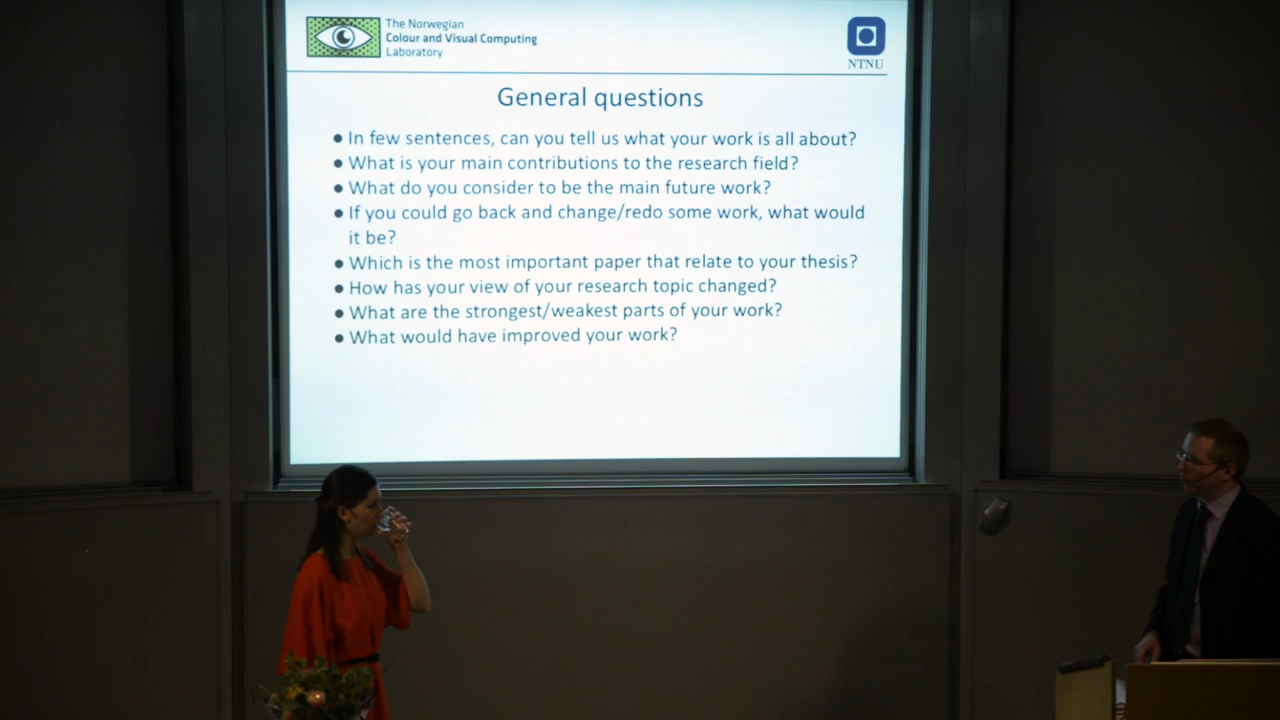 The Norwegian
Colour and Visual Computing
Laboratory
NTNU
General questions
● In few sentences, can you tell us what your work is all about?
● What is your main contributions to the research field?
● What do you consider to be the main future work?
● If you could go back and change/redo some work, what would
it be?
● Which is the most important paper that relate to your thesis?
● How has your view of your research topic changed?
● What are the strongest/weakest parts of your work?
● What would have improved your work?